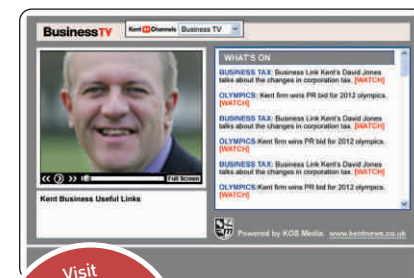 BusinessTV
Kent TV Channels Business TV
WHAT'S ON
BUSINESS TAX: Business Link Kent's David Jones
talks about the changes in corporation tax. [WATCH]
OLYMPICS: Kent firm wins PR bid for 2012 olympics.
[WATCH]
BUSINESS TAX: Business Link Kent's David Jones
talks about the changes in corporation tax. [WATCH]
OLYMPICS: Kent firm wins PR bid for 2012 olympics.
[WATCH]
BUSINESS TAX: Business Link Kent's David Jones
talks about the changes in corporation tax. [WATCH]
OLYMPICS: Kent firm wins PR bid for 2012 olympics.
[WATCH]
Full Screen
Kent Business Useful Links
Powered by KOS Media. www.kentnews.co.uk
Visit